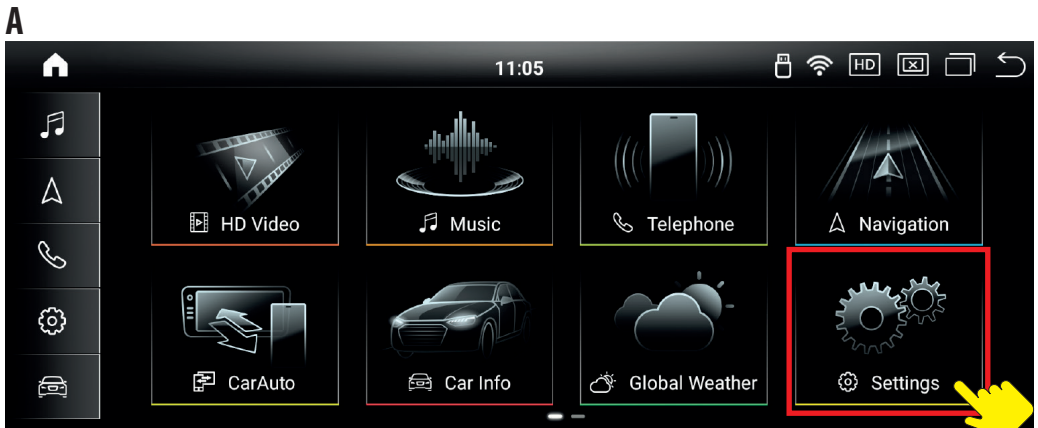 A
11:05
HD
HD Video
Music
Telephone
Navigation
CarAuto
Car Info
Global Weather
Settings